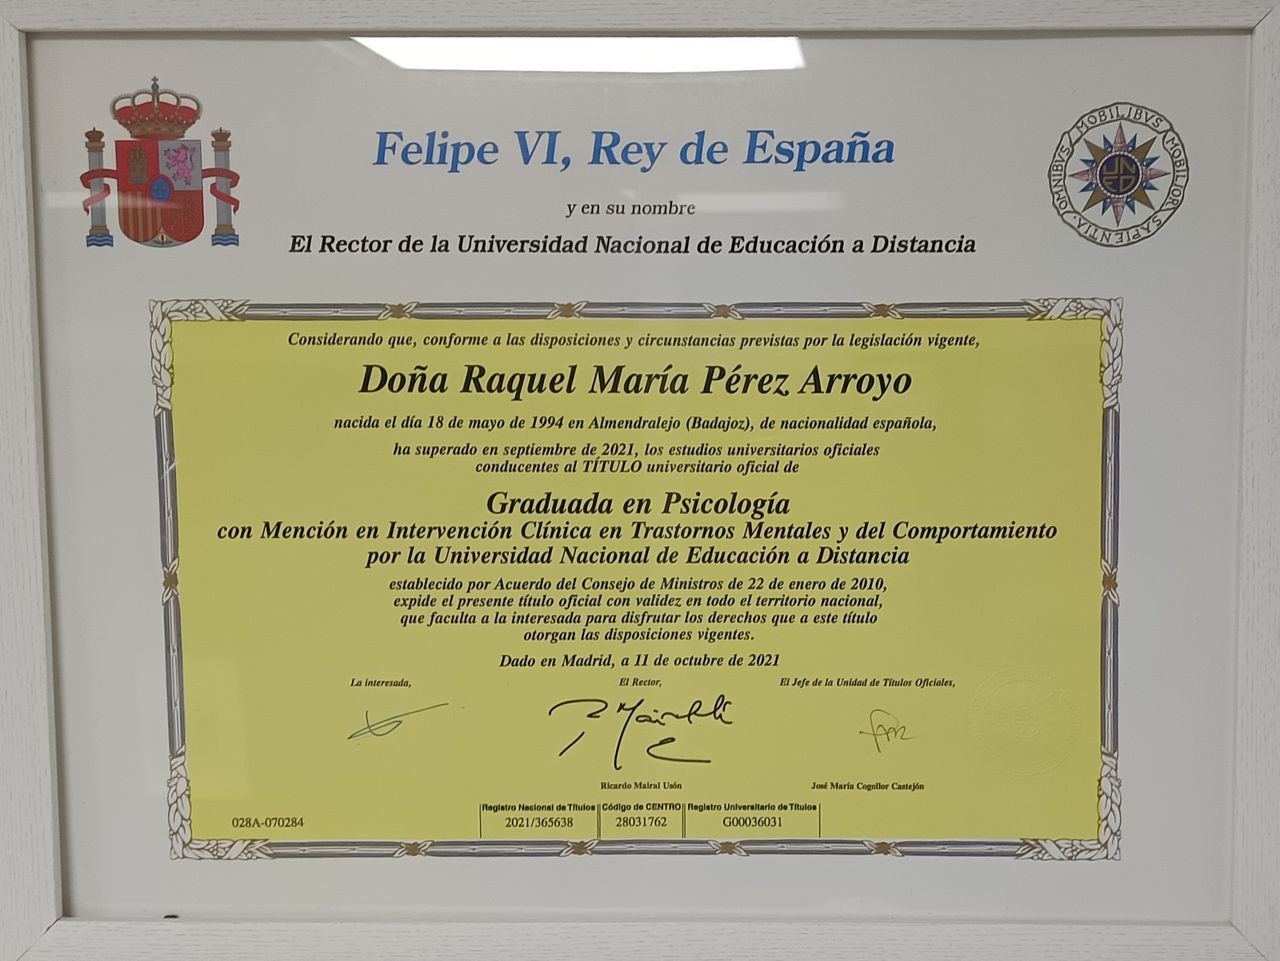 Felipe VI, Rey de España
y en su nombre
El Rector de la Universidad Nacional de Educación a Distancia
OMNIBVS MOBILIBVS MOBILIOR SAPIENTIA
UNED
Considerando que, conforme a las disposiciones y circunstancias previstas por la legislación vigente,
Doña Raquel María Pérez Arroyo
nacida el día 18 de mayo de 1994 en Almendralejo (Badajoz), de nacionalidad española,
ha superado en septiembre de 2021, los estudios universitarios oficiales
conducentes al TÍTULO universitario oficial de
Graduada en Psicología
con Mención en Intervención Clínica en Trastornos Mentales y del Comportamiento
por la Universidad Nacional de Educación a Distancia
establecido por Acuerdo del Consejo de Ministros de 22 de enero de 2010,
expide el presente título oficial con validez en todo el territorio nacional,
que faculta a la interesada para disfrutar los derechos que a este título
otorgan las disposiciones vigentes.
Dado en Madrid, a 11 de octubre de 2021
La interesada, El Rector, El Jefe de la Unidad de Títulos Oficiales,
Ricardo Mairal Usón José María Cogollor Castejón
Registro Nacional de Títulos Código de CENTRO Registro Universitario de Títulos
028A-070284 2021/365638 28031762 G00036031